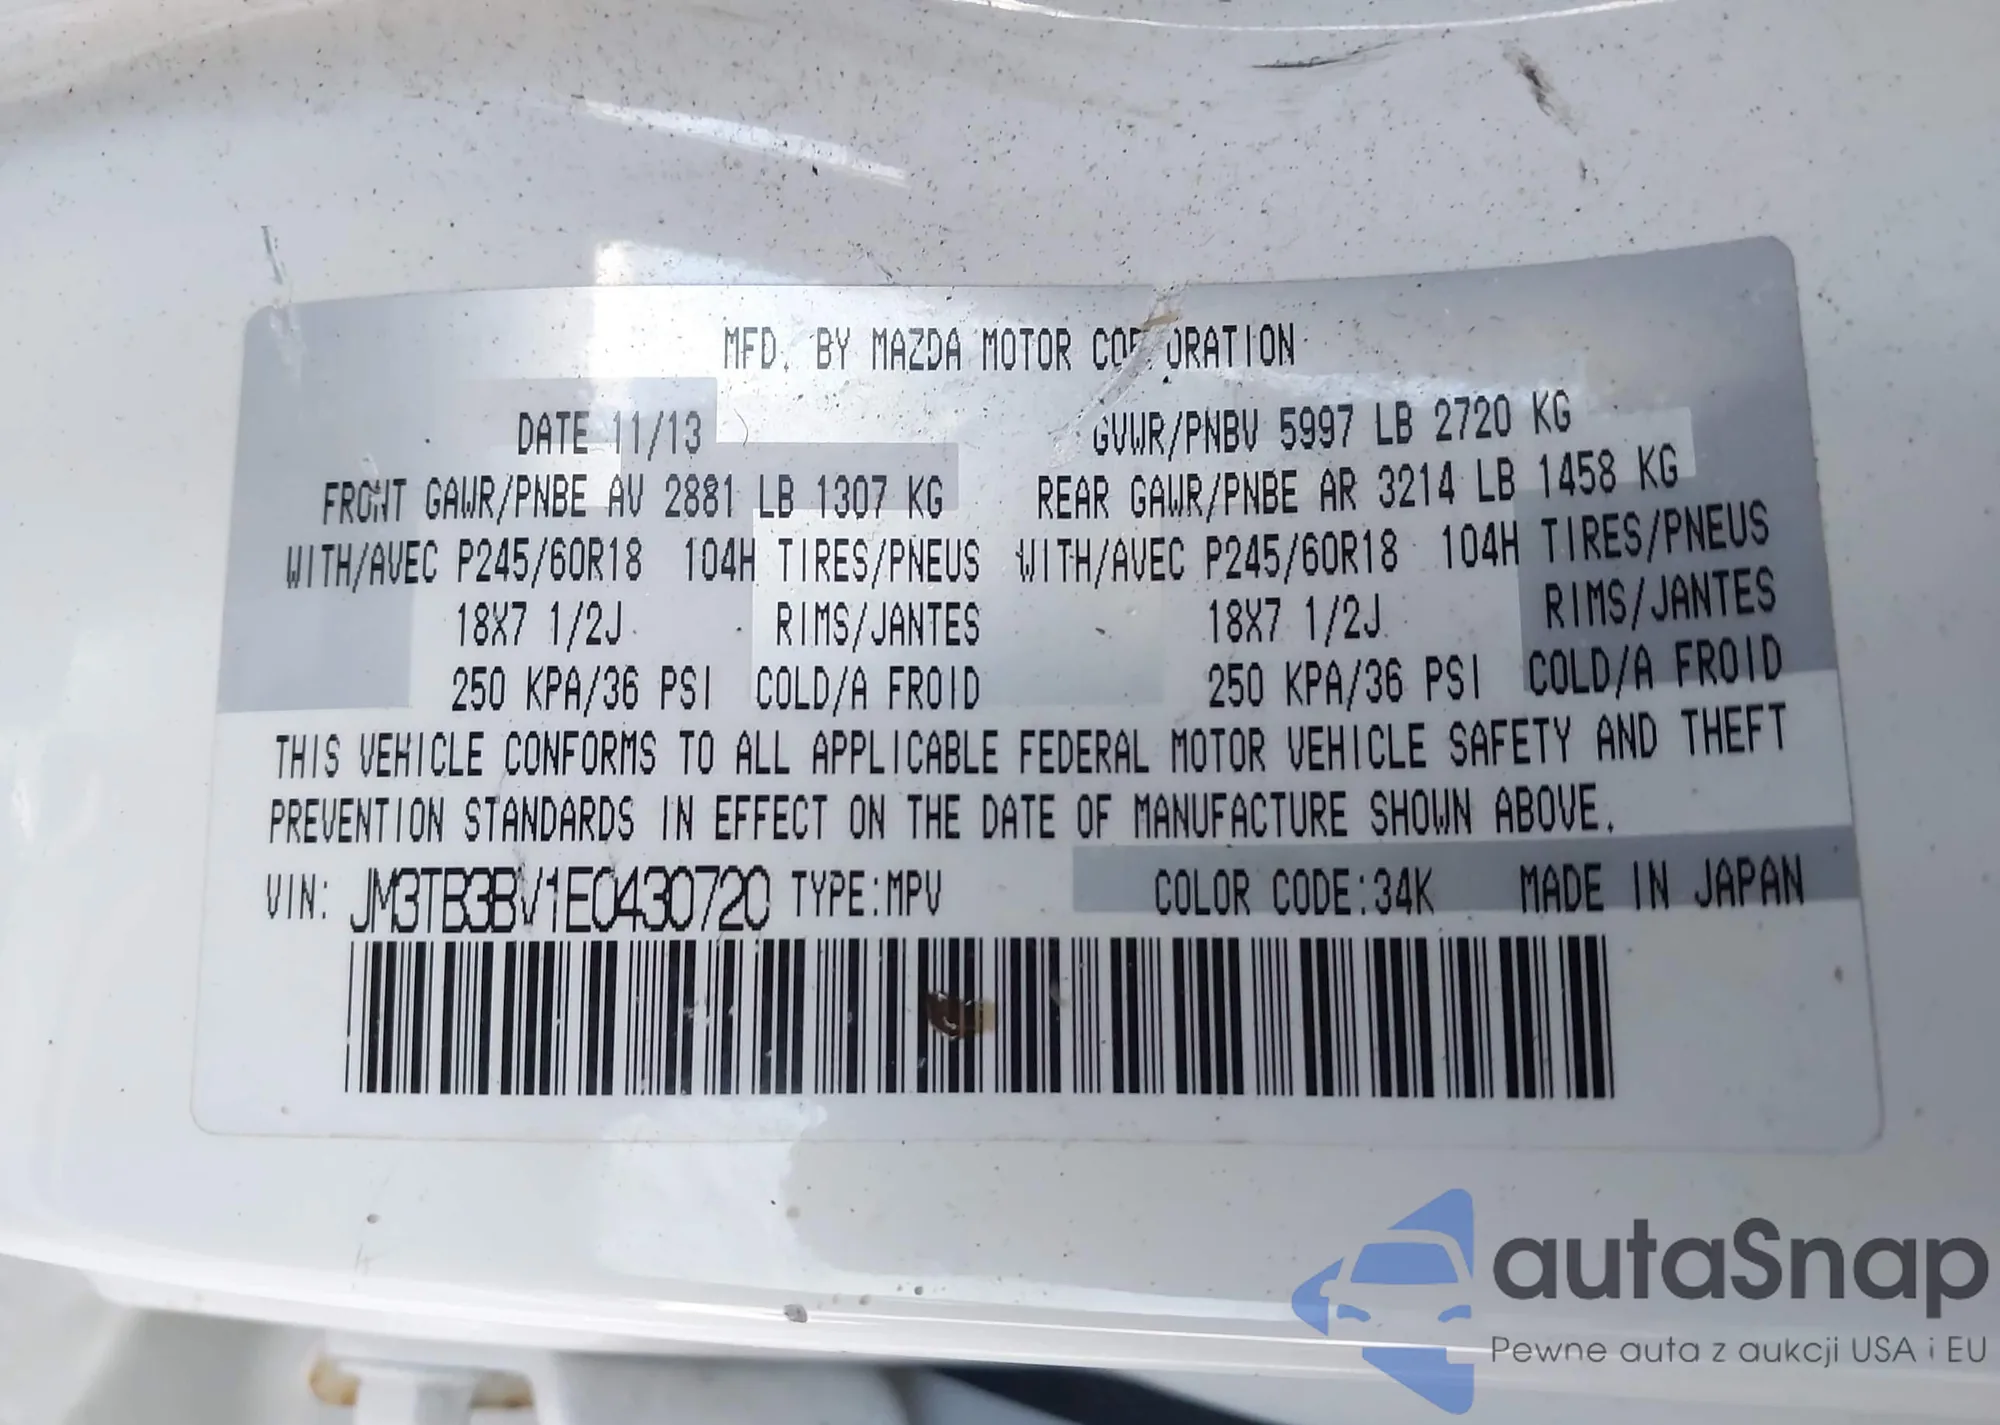 MFD. BY MAZDA MOTOR CORPORATION
DATE 11/13 GVWR/PNBV 5997 LB 2720 KG
FRONT GAWR/PNBE AV 2881 LB 1307 KG REAR GAWR/PNBE AR 3214 LB 1458 KG
WITH/AVEC P245/60R18 104H TIRES/PNEUS WITH/AVEC P245/60R18 104H TIRES/PNEUS
18X7 1/2J RIMS/JANTES 18X7 1/2J RIMS/JANTES
250 KPA/36 PSI COLD/A FROID 250 KPA/36 PSI COLD/A FROID
THIS VEHICLE CONFORMS TO ALL APPLICABLE FEDERAL MOTOR VEHICLE SAFETY AND THEFT
PREVENTION STANDARDS IN EFFECT ON THE DATE OF MANUFACTURE SHOWN ABOVE.
VIN: JM3TB3BV1E0430720 TYPE:MPV COLOR CODE:34K MADE IN JAPAN
autaSnap
Pewne auta z aukcji USA i EU